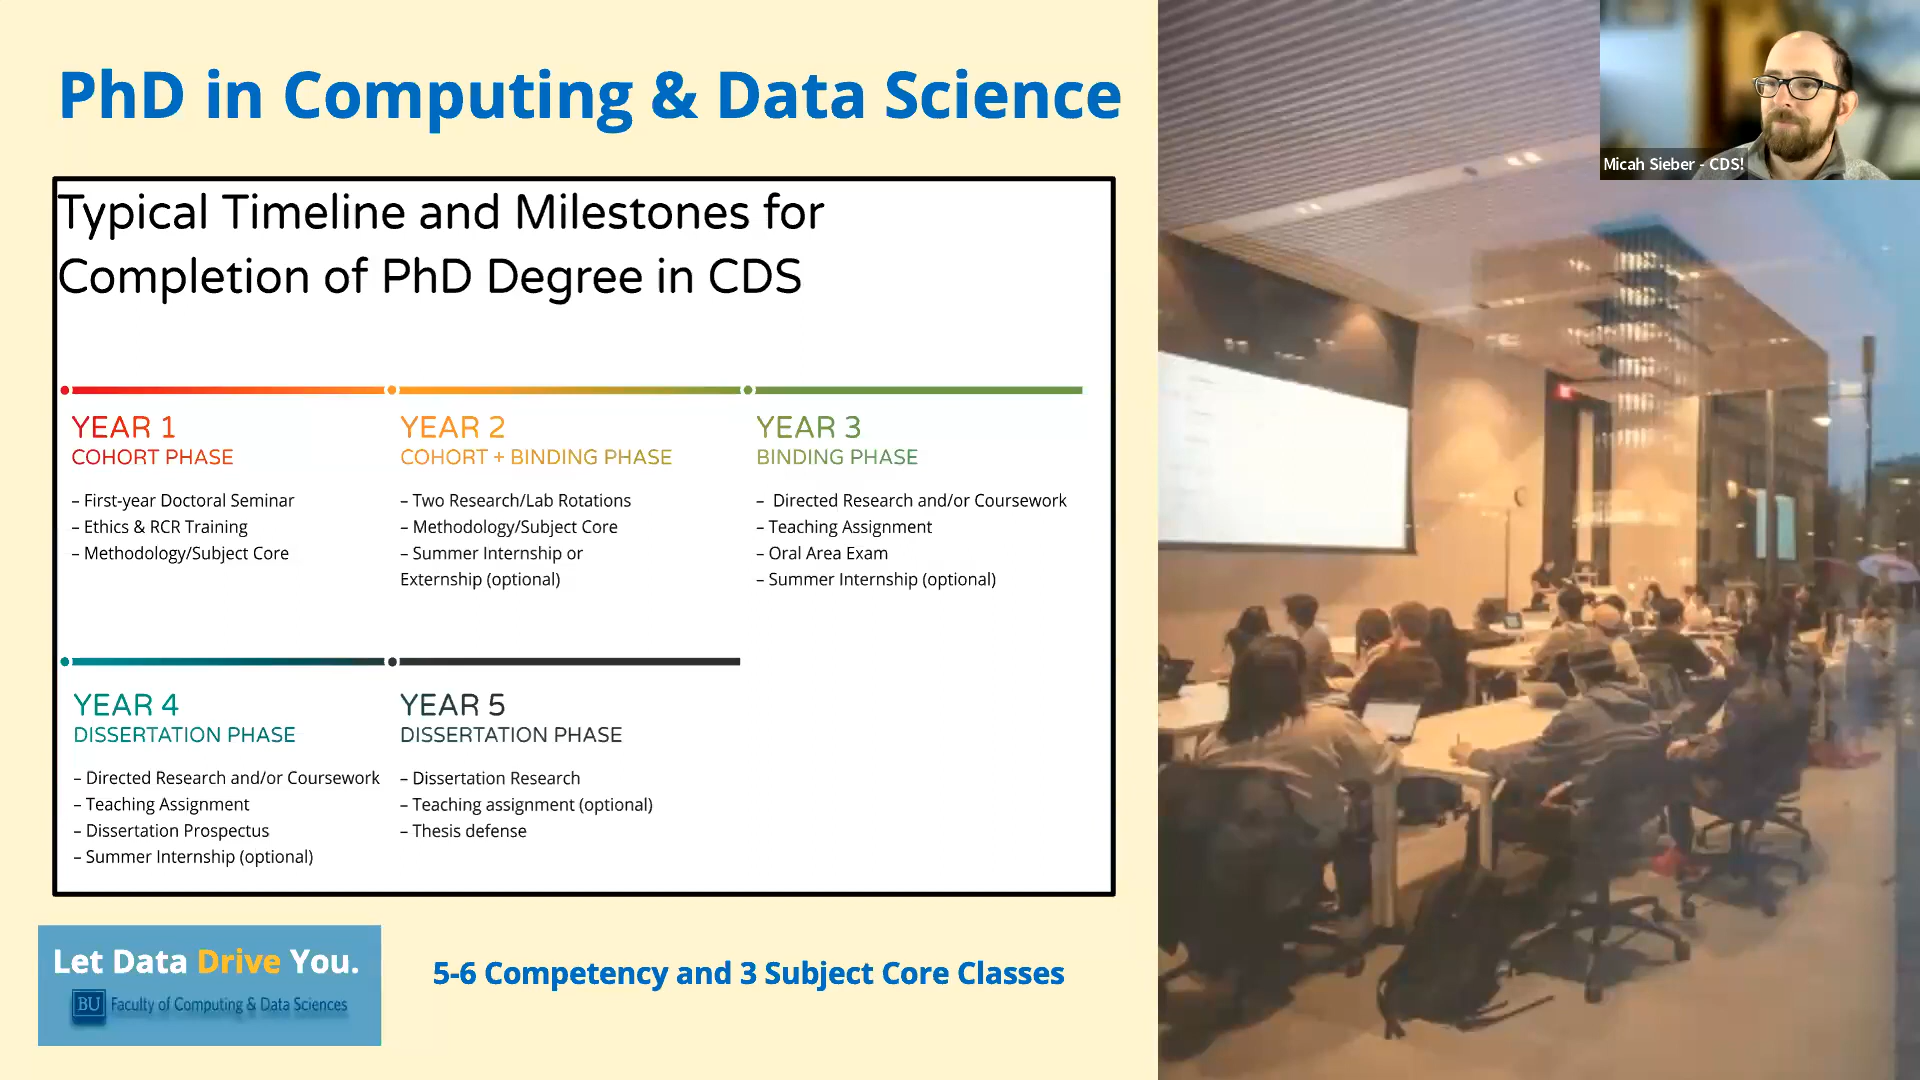 PhD in Computing & Data Science
Micah Sieber - CDS!
Typical Timeline and Milestones for
Completion of PhD Degree in CDS
YEAR 1
COHORT PHASE
– First-year Doctoral Seminar
– Ethics & RCR Training
– Methodology/Subject Core
YEAR 2
COHORT + BINDING PHASE
– Two Research/Lab Rotations
– Methodology/Subject Core
– Summer Internship or
Externship (optional)
YEAR 3
BINDING PHASE
– Directed Research and/or Coursework
– Teaching Assignment
– Oral Area Exam
– Summer Internship (optional)
YEAR 4
DISSERTATION PHASE
– Directed Research and/or Coursework
– Teaching Assignment
– Dissertation Prospectus
– Summer Internship (optional)
YEAR 5
DISSERTATION PHASE
– Dissertation Research
– Teaching assignment (optional)
– Thesis defense
Let Data Drive You.
BU Faculty of Computing & Data Sciences
5-6 Competency and 3 Subject Core Classes